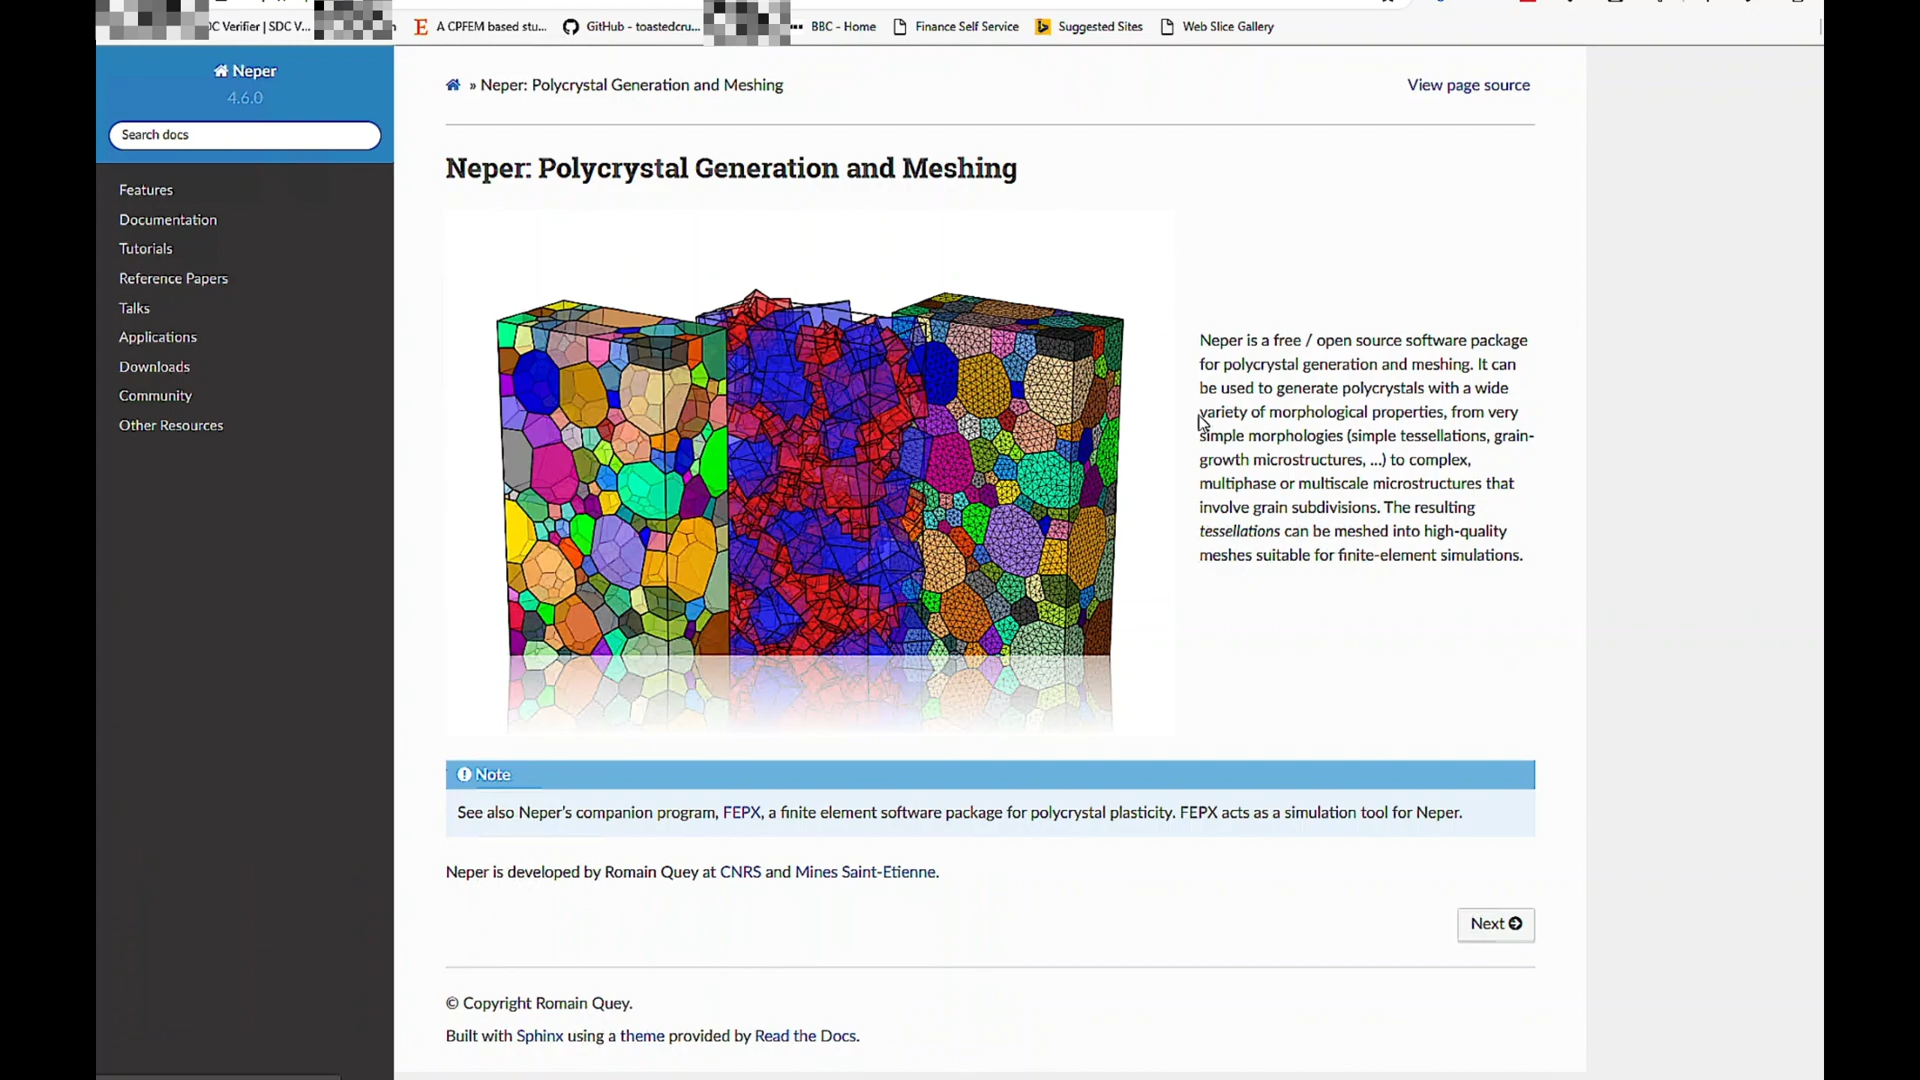 DC Verifier | SDC V...
n
A CPFEM based stu...
GitHub - toastedcru...
BBC - Home
Finance Self Service
Suggested Sites
Web Slice Gallery
Neper
4.6.0
Search docs
Features
Documentation
Tutorials
Reference Papers
Talks
Applications
Downloads
Community
Other Resources
» Neper: Polycrystal Generation and Meshing
View page source
Neper: Polycrystal Generation and Meshing
Neper is a free / open source software package
for polycrystal generation and meshing. It can
be used to generate polycrystals with a wide
variety of morphological properties, from very
simple morphologies (simple tessellations, grain-
growth microstructures, ...) to complex,
multiphase or multiscale microstructures that
involve grain subdivisions. The resulting
tessellations can be meshed into high-quality
meshes suitable for finite-element simulations.
Note
See also Neper's companion program, FEPX, a finite element software package for polycrystal plasticity. FEPX acts as a simulation tool for Neper.
Neper is developed by Romain Quey at CNRS and Mines Saint-Etienne.
Next
© Copyright Romain Quey.
Built with Sphinx using a theme provided by Read the Docs.